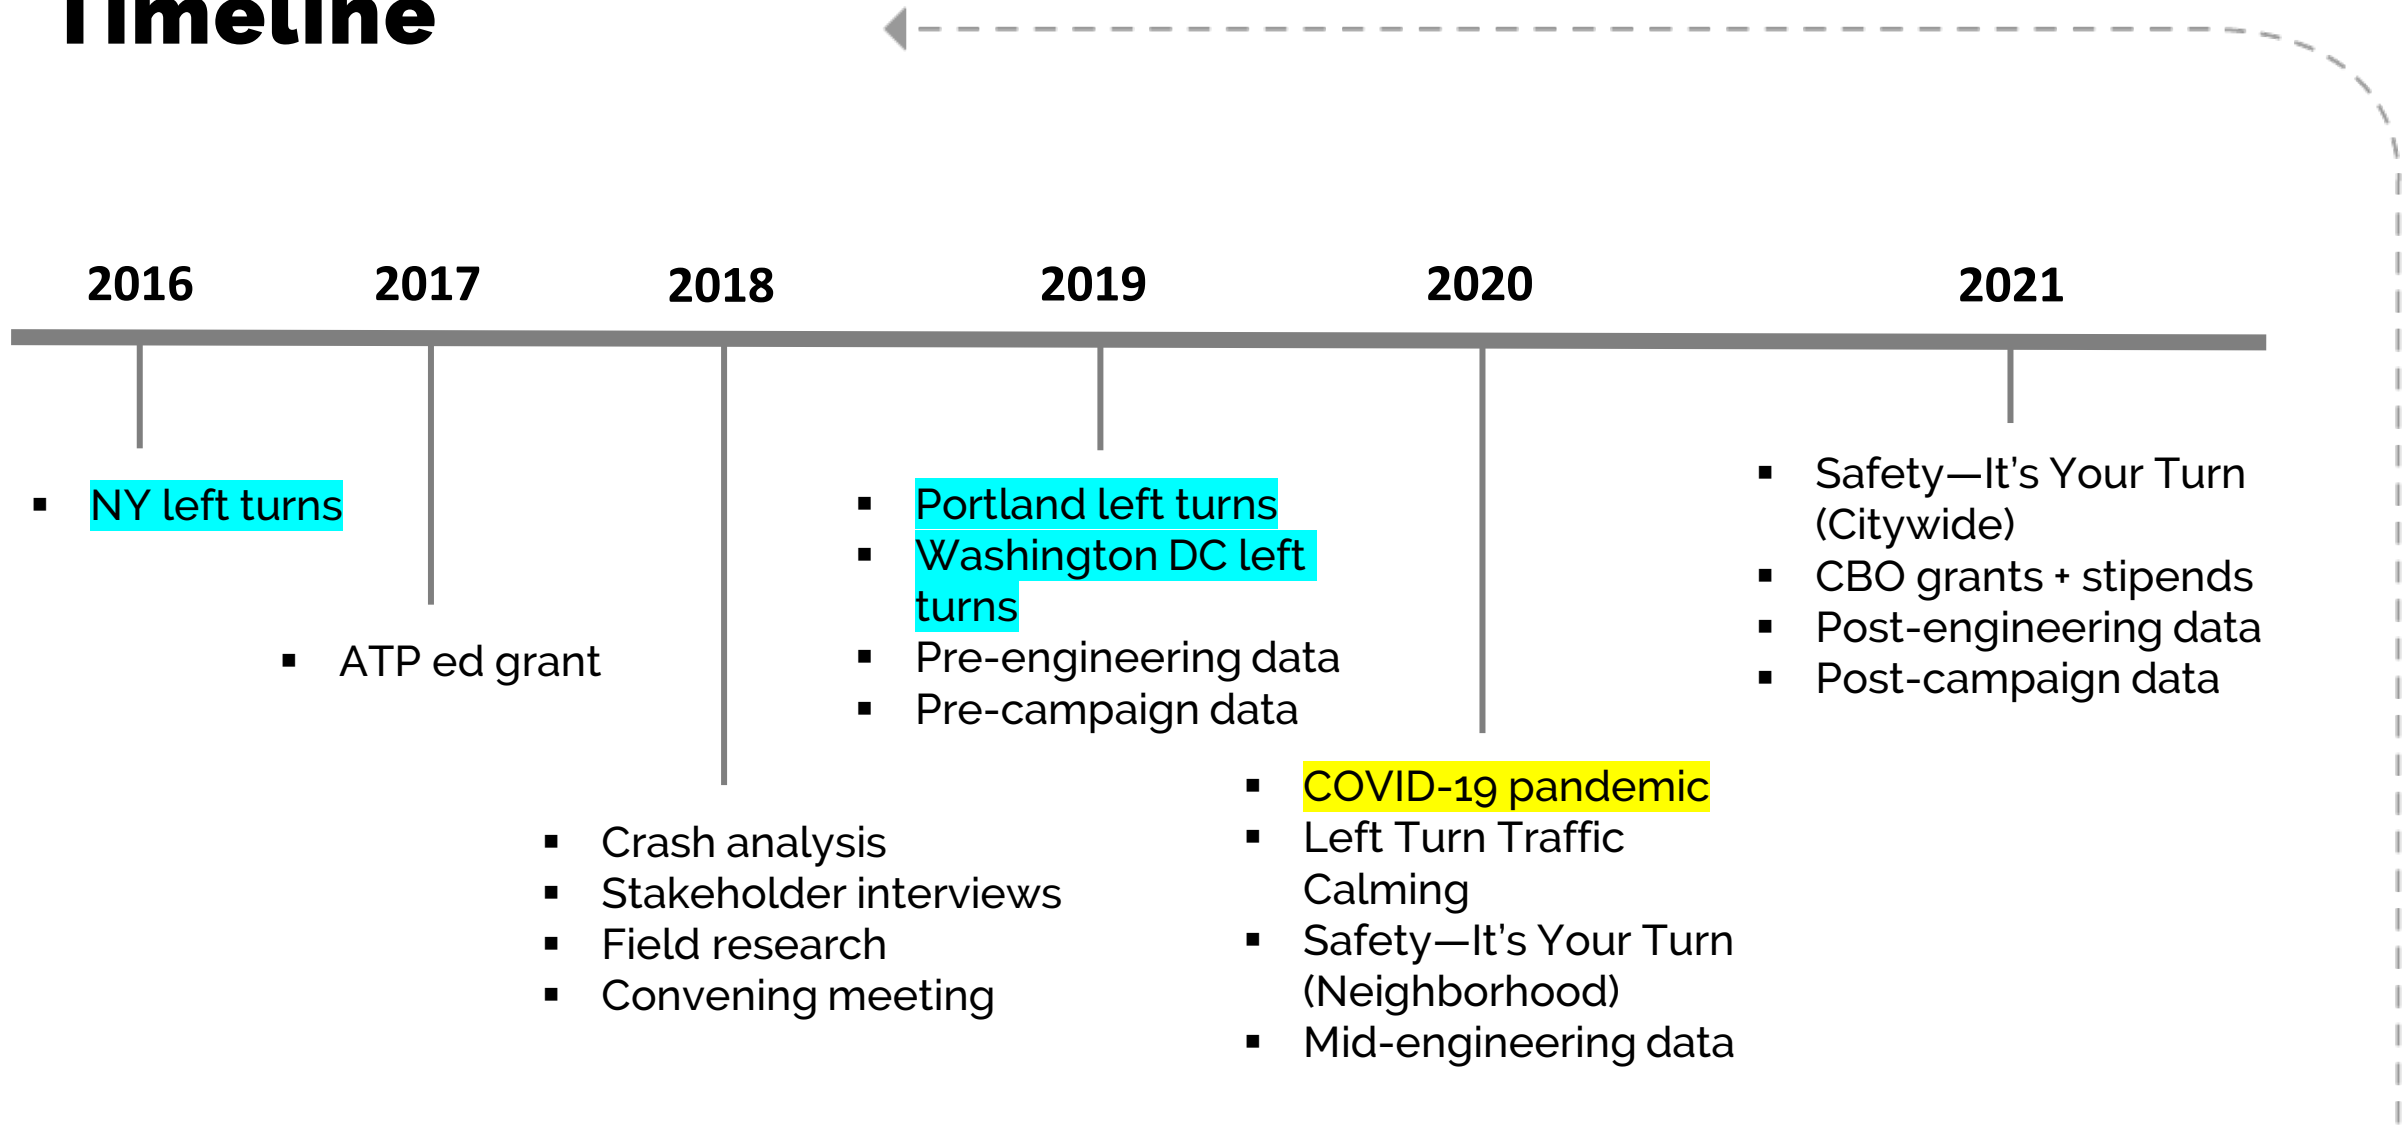 Timeline
2016
2017
2018
2019
2020
2021
▪ NY left turns
▪ ATP ed grant
▪ Crash analysis
▪ Stakeholder interviews
▪ Field research
▪ Convening meeting
▪ Portland left turns
▪ Washington DC left
turns
▪ Pre-engineering data
▪ Pre-campaign data
▪ COVID-19 pandemic
▪ Left Turn Traffic
Calming
▪ Safety—It’s Your Turn
(Neighborhood)
▪ Mid-engineering data
▪ Safety—It’s Your Turn
(Citywide)
▪ CBO grants + stipends
▪ Post-engineering data
▪ Post-campaign data